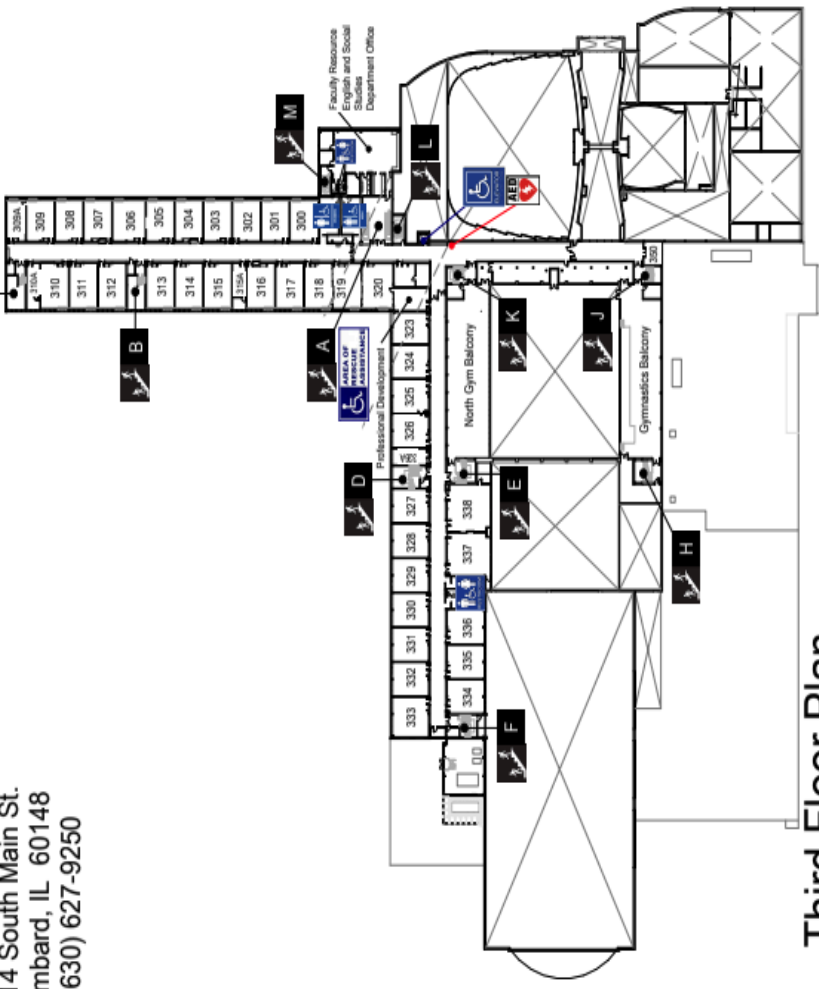 14 South Main St.
mbard, IL  60148
630) 627-9250
Faculty Resource
English and Social
Studies
Department Office
M
L
309A
309
308
307
306
305
304
303
302
301
300
310A
310
311
312
313
314
315
315A
316
317
318
319
320
B
A
AREA OF
RESCUE
ASSISTANCE
Professional Development
AED
350
K
J
323
324
325
326
North Gym Balcony
Gymnastics Balcony
D
E
H
327
328
329
330
331
332
333
338
337
336
335
334
F
Third Floor Plan